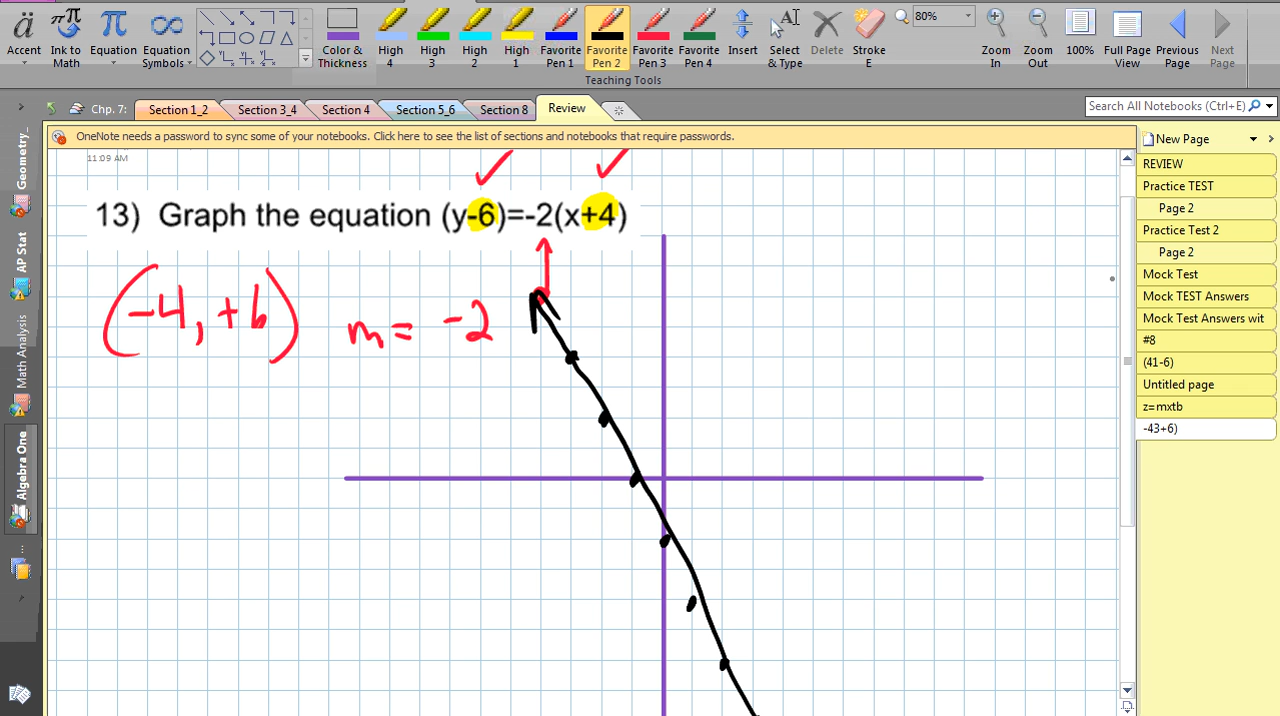 Accent
Ink to Math
Equation
Equation Symbols
Color & Thickness
High 4
High 3
High 2
High 1
Favorite Pen 1
Favorite Pen 2
Favorite Pen 3
Favorite Pen 4
Insert
Select & Type
Delete
Stroke E
80%
Zoom In
Zoom Out
100%
Full Page View
Previous Page
Next Page
Teaching Tools
Chp. 7:
Section 1_2
Section 3_4
Section 4
Section 5_6
Section 8
Review
Search All Notebooks (Ctrl+E)
OneNote needs a password to sync some of your notebooks. Click here to see the list of sections and notebooks that require passwords.
11:09 AM
13) Graph the equation (y-6)=-2(x+4)
(-4, +6) m = -2
Geometry...
AP Stat
Math Analysis
Algebra One
New Page
REVIEW
Practice TEST
Page 2
Practice Test 2
Page 2
Mock Test
Mock TEST Answers
Mock Test Answers wit
#8
(41-6)
Untitled page
z=mxtb
-43+6)